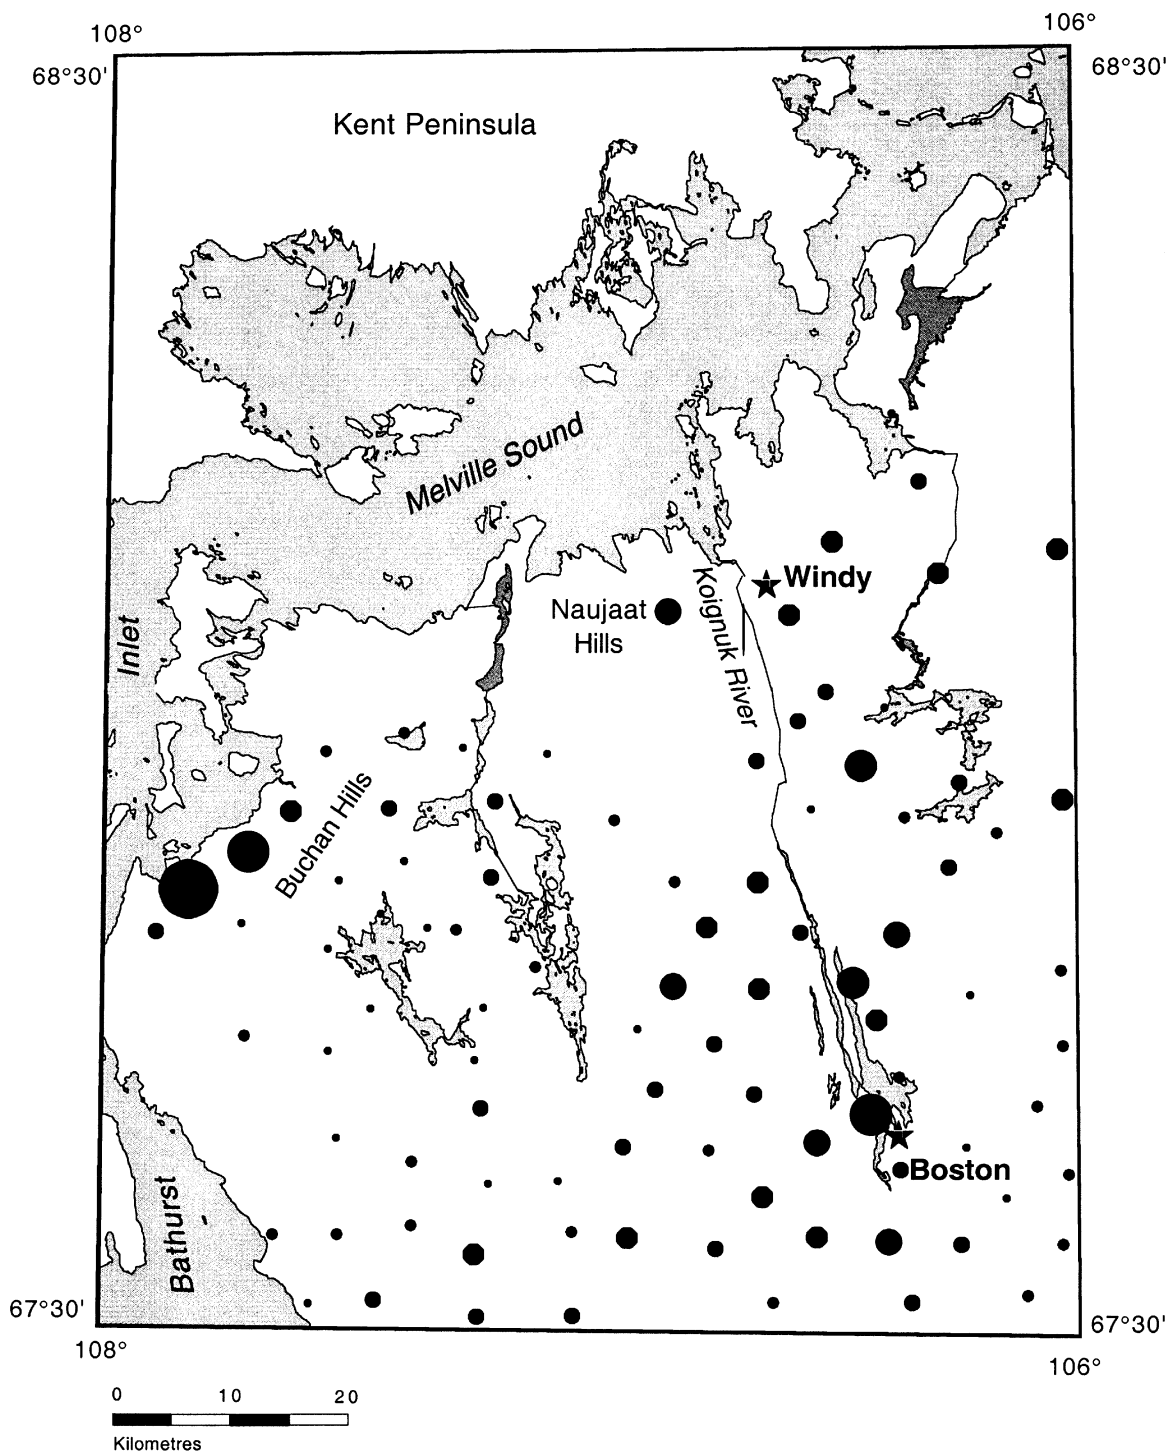 108°
106°
68°30'
68°30'
Kent Peninsula
Melville Sound
Windy
Naujaat
Hills
Koignuk River
Inlet
Buchan Hills
Boston
Bathurst
67°30'
67°30'
108°
106°
0 10 20
Kilometres